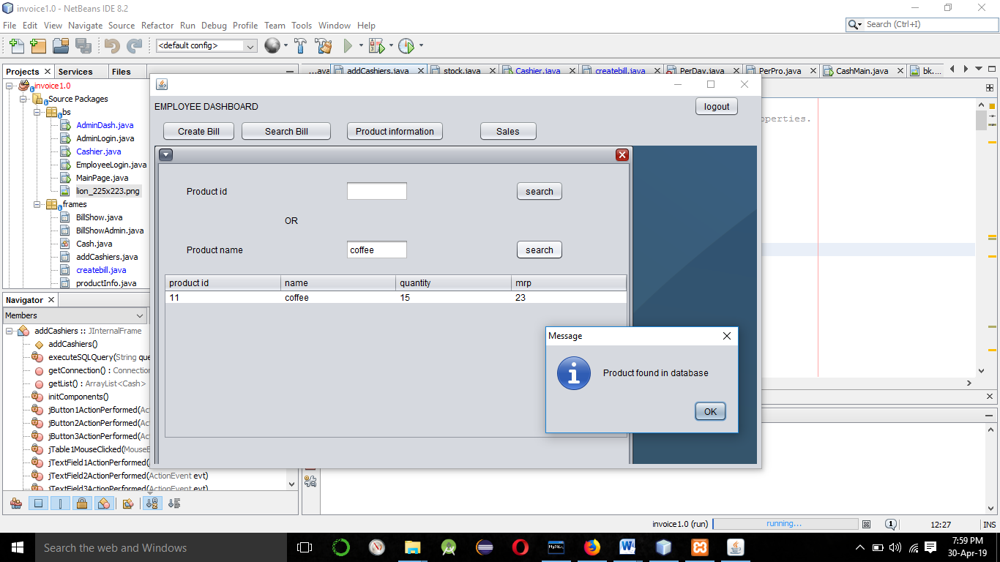 invoice1.0 - NetBeans IDE 8.2
File Edit View Navigate Source Refactor Run Debug Profile Team Tools Window Help
Search (Ctrl+I)
<default config>
Projects Services Files
...ava addCashiers.java stock.java Cashier.java createbill.java PerDay.java PerPro.java CashMain.java bk....
invoice1.0
Source Packages
bs
AdminDash.java
AdminLogin.java
Cashier.java
EmployeeLogin.java
MainPage.java
lion_225x223.png
frames
BillShow.java
BillShowAdmin.java
Cash.java
addCashiers.java
createbill.java
productInfo.java
Navigator
Members
addCashiers :: JInternalFrame
addCashiers()
executeSQLQuery(String que
getConnection() : Connection
getList() : ArrayList<Cash>
initComponents()
jButton1ActionPerformed(Ac
jButton2ActionPerformed(Ac
jButton3ActionPerformed(Ac
jTable1MouseClicked(MouseE
jTextField1ActionPerformed(
jTextField2ActionPerformed(ActionEvent evt)
jTextField3ActionPerformed(ActionEvent evt)
EMPLOYEE DASHBOARD
logout
Create Bill Search Bill Product information Sales
operties.
Product id search
OR
Product name coffee search
product id name quantity mrp
11 coffee 15 23
Message
Product found in database
OK
invoice1.0 (run) running... 1 12:27 INS
Search the web and Windows
MySQL
7:59 PM
30-Apr-19